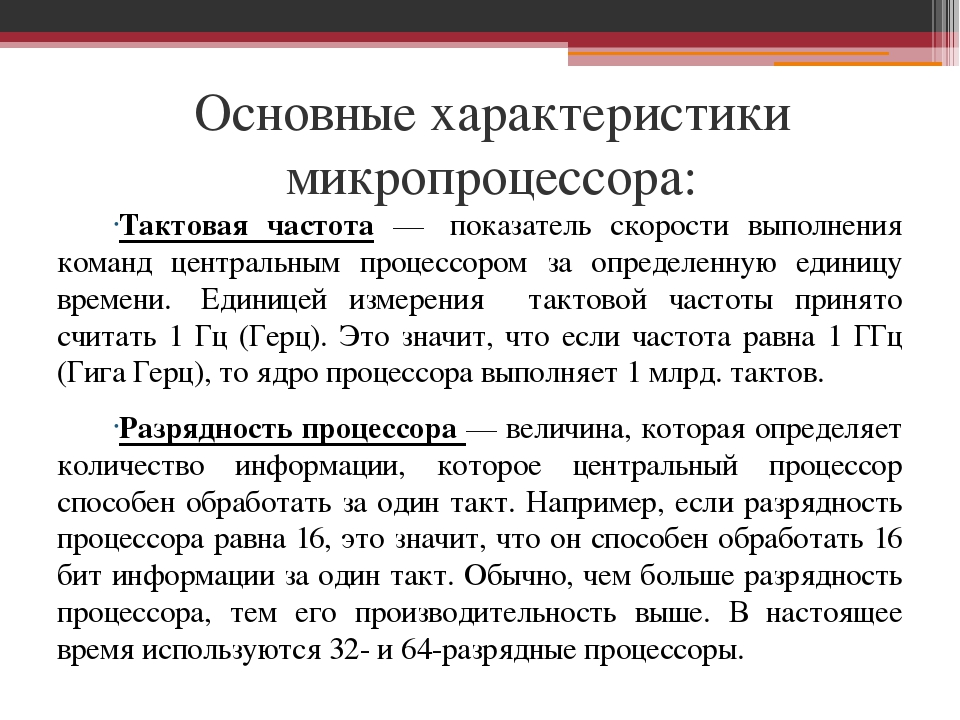 Основные характеристики
микропроцессора:
·Тактовая частота — показатель скорости выполнения
команд центральным процессором за определенную единицу
времени. Единицей измерения тактовой частоты принято
считать 1 Гц (Герц). Это значит, что если частота равна 1 ГГц
(Гига Герц), то ядро процессора выполняет 1 млрд. тактов.
·Разрядность процессора — величина, которая определяет
количество информации, которое центральный процессор
способен обработать за один такт. Например, если разрядность
процессора равна 16, это значит, что он способен обработать 16
бит информации за один такт. Обычно, чем больше разрядность
процессора, тем его производительность выше. В настоящее
время используются 32- и 64-разрядные процессоры.